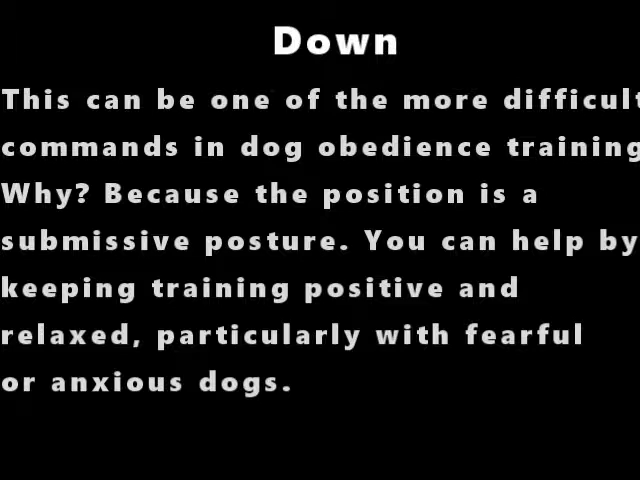 Down
This can be one of the more difficult
commands in dog obedience training
Why? Because the position is a
submissive posture. You can help by
keeping training positive and
relaxed, particularly with fearful
or anxious dogs.